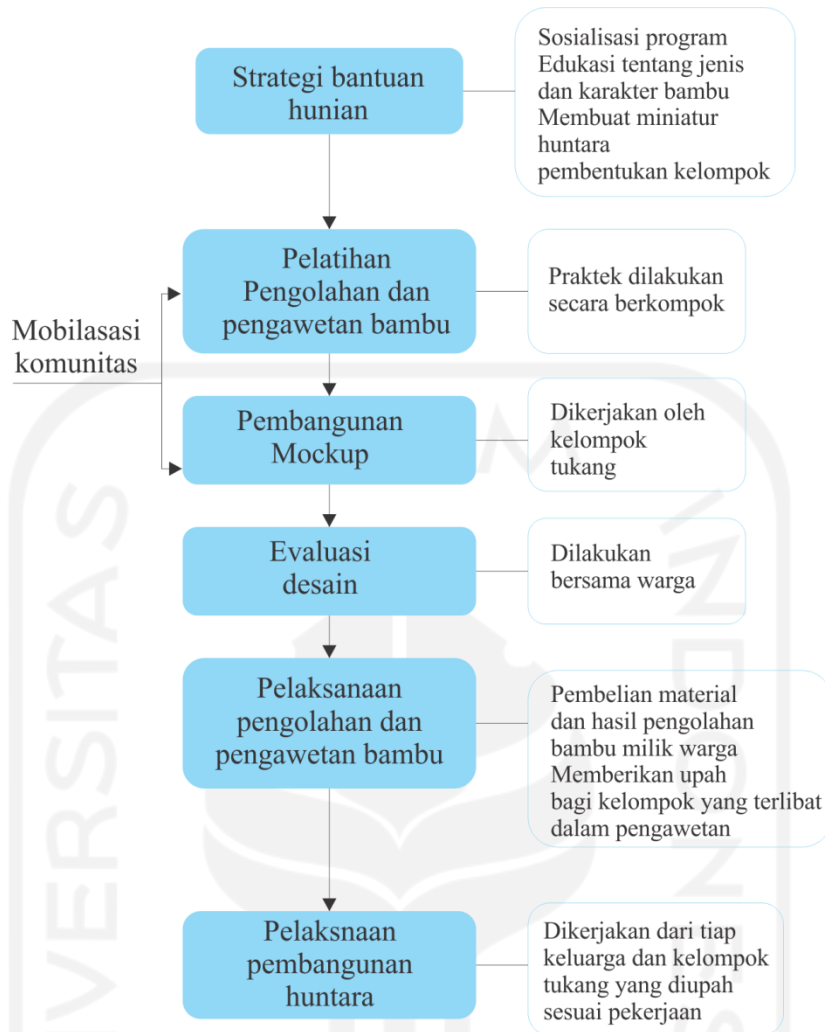 Strategi bantuan
hunian
Sosialisasi program
Edukasi tentang jenis
dan karakter bambu
Membuat miniatur
huntara
pembentukan kelompok
Pelatihan
Pengolahan dan
pengawetan bambu
Praktek dilakukan
secara berkompok
Mobilasasi
komunitas
Pembangunan
Mockup
Dikerjakan oleh
kelompok
tukang
Evaluasi
desain
Dilakukan
bersama warga
Pelaksanaan
pengolahan dan
pengawetan bambu
Pembelian material
dan hasil pengolahan
bambu milik warga
Memberikan upah
bagi kelompok yang terlibat
dalam pengawetan
Pelaksnaan
pembangunan
huntara
Dikerjakan dari tiap
keluarga dan kelompok
tukang yang diupah
sesuai pekerjaan
VERSITAS
M
INDONES